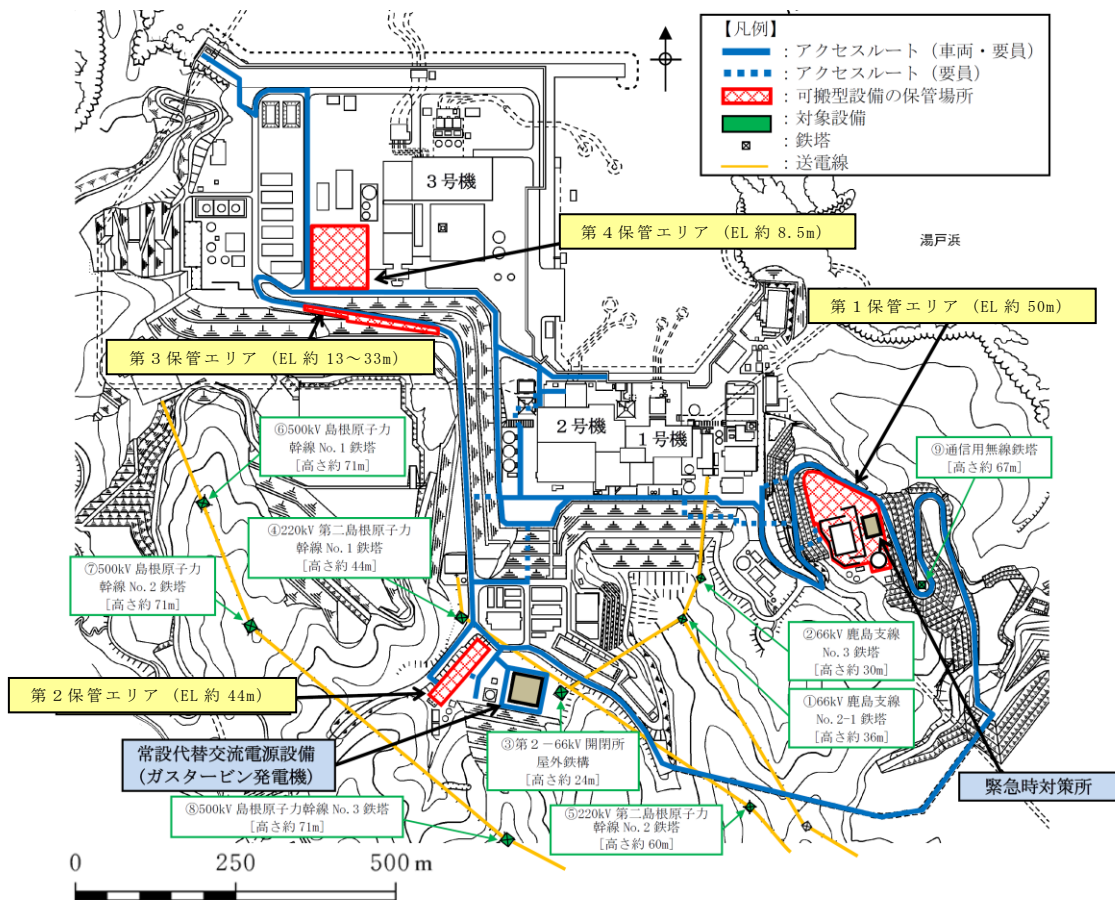 【凡例】
：アクセスルート（車両・要員）
：アクセスルート（要員）
：可搬型設備の保管場所
：対象設備
：鉄塔
：送電線
3号機
第4保管エリア（EL 約 8.5m）
湯戸浜
第1保管エリア（EL 約 50m）
第3保管エリア（EL 約 13～33m）
2号機
1号機
⑥500kV 島根原子力
幹線 No.1 鉄塔
[高さ約 71m]
⑨通信用無線鉄塔
[高さ約 67m]
④220kV 第二島根原子力
幹線 No.1 鉄塔
[高さ約 44m]
⑦500kV 島根原子力
幹線 No.2 鉄塔
[高さ約 71m]
②66kV 鹿島支線
No.3 鉄塔
[高さ約 30m]
第2保管エリア（EL 約 44m）
①66kV 鹿島支線
No.2-1 鉄塔
[高さ約 36m]
常設代替交流電源設備
(ガスタービン発電機)
③第2－66kV 開閉所
屋外鉄構
[高さ約 24m]
緊急時対策所
⑧500kV 島根原子力幹線 No.3 鉄塔
[高さ約 71m]
⑤220kV 第二島根原子力
幹線 No.2 鉄塔
[高さ約 60m]
0 250 500 m